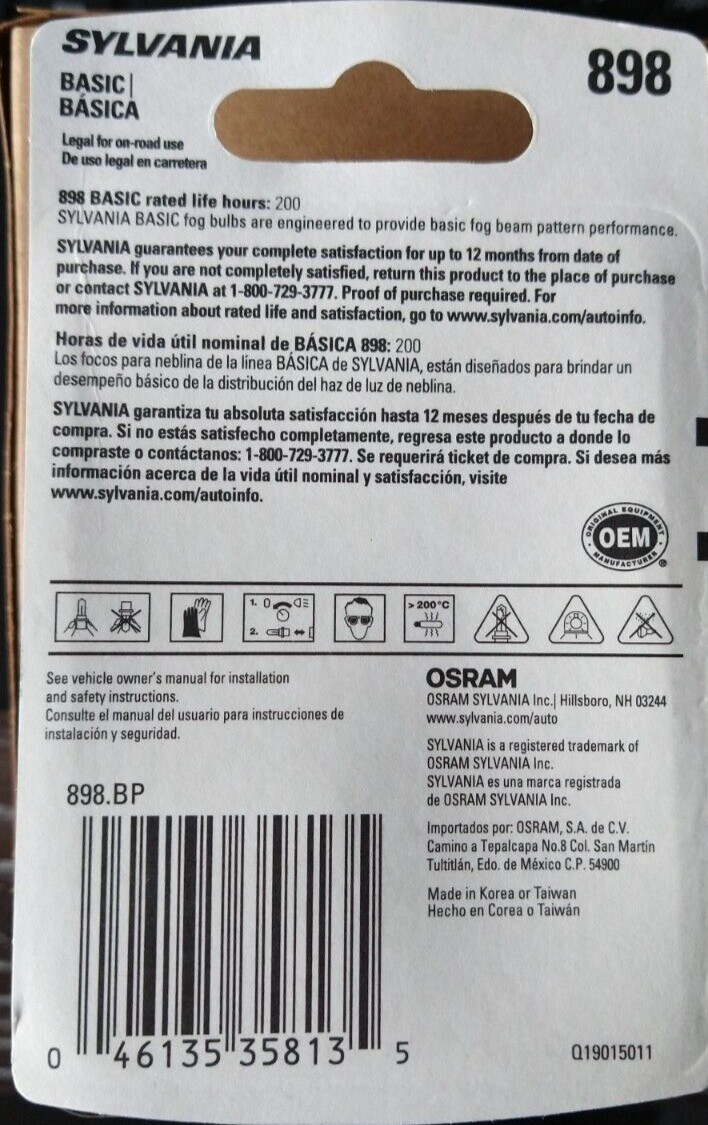 SYLVANIA
898
BASIC|
BÁSICA
Legal for on-road use
De uso legal en carretera
898 BASIC rated life hours: 200
SYLVANIA BASIC fog bulbs are engineered to provide basic fog beam pattern performance.
SYLVANIA guarantees your complete satisfaction for up to 12 months from date of
purchase. If you are not completely satisfied, return this product to the place of purchase
or contact SYLVANIA at 1-800-729-3777. Proof of purchase required. For
more information about rated life and satisfaction, go to www.sylvania.com/autoinfo.
Horas de vida útil nominal de BÁSICA 898: 200
Los focos para neblina de la línea BÁSICA de SYLVANIA, están diseñados para brindar un
desempeño básico de la distribución del haz de luz de neblina.
SYLVANIA garantiza tu absoluta satisfacción hasta 12 meses después de tu fecha de
compra. Si no estás satisfecho completamente, regresa este producto a donde lo
compraste o contáctanos: 1-800-729-3777. Se requerirá ticket de compra. Si desea más
información acerca de la vida útil nominal y satisfacción, visite
www.sylvania.com/autoinfo.
ORIGINAL EQUIPMENT
OEM
MANUFACTURER ®
1. 0
2.
> 200°C
See vehicle owner's manual for installation
and safety instructions.
Consulte el manual del usuario para instrucciones de
instalación y seguridad.
898.BP
0 46135 35813 5
OSRAM
OSRAM SYLVANIA Inc.| Hillsboro, NH 03244
www.sylvania.com/auto
SYLVANIA is a registered trademark of
OSRAM SYLVANIA Inc.
SYLVANIA es una marca registrada
de OSRAM SYLVANIA Inc.
Importados por: OSRAM, S.A. de C.V.
Camino a Tepalcapa No.8 Col. San Martín
Tultitlán, Edo. de México C.P. 54900
Made in Korea or Taiwan
Hecho en Corea o Taiwán
Q19015011